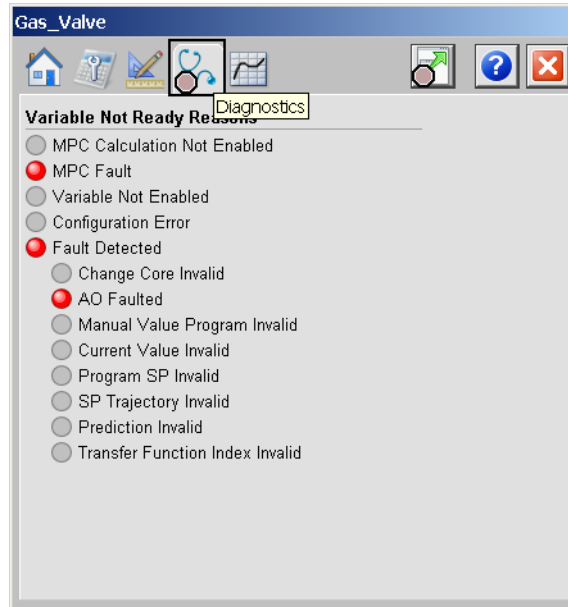 Gas_Valve
Diagnostics
Variable Not Ready Reasons
MPC Calculation Not Enabled
MPC Fault
Variable Not Enabled
Configuration Error
Fault Detected
Change Core Invalid
AO Faulted
Manual Value Program Invalid
Current Value Invalid
Program SP Invalid
SP Trajectory Invalid
Prediction Invalid
Transfer Function Index Invalid